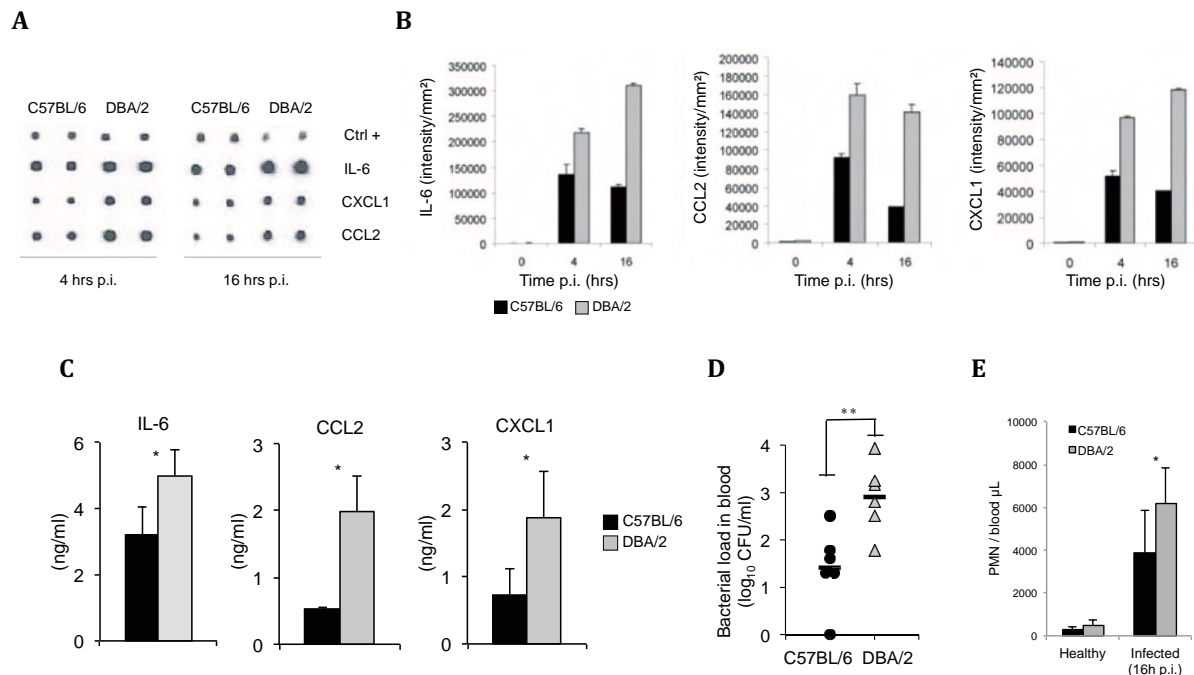 A
C57BL/6 DBA/2 C57BL/6 DBA/2
Ctrl +
IL-6
CXCL1
CCL2
4 hrs p.i. 16 hrs p.i.
B
IL-6 (intensity/mm²)
350000
300000
250000
200000
150000
100000
50000
0
0 4 16
Time p.i. (hrs)
CCL2 (intensity/mm²)
200000
180000
160000
140000
120000
100000
80000
60000
40000
20000
0
0 4 16
Time p.i. (hrs)
CXCL1 (intensity/mm²)
140000
120000
100000
80000
60000
40000
20000
0
0 4 16
Time p.i. (hrs)
C57BL/6 DBA/2
C
IL-6
(ng/ml)
6
4
2
0
*
CCL2
(ng/ml)
3
2
1
0
*
CXCL1
(ng/ml)
3
2
1
0
*
C57BL/6
DBA/2
D
**
Bacterial load in blood
(log10 CFU/ml)
4
3
2
1
0
C57BL/6 DBA/2
E
PMN / blood µL
10000
8000
6000
4000
2000
0
C57BL/6
DBA/2
*
Healthy Infected
(16h p.i.)